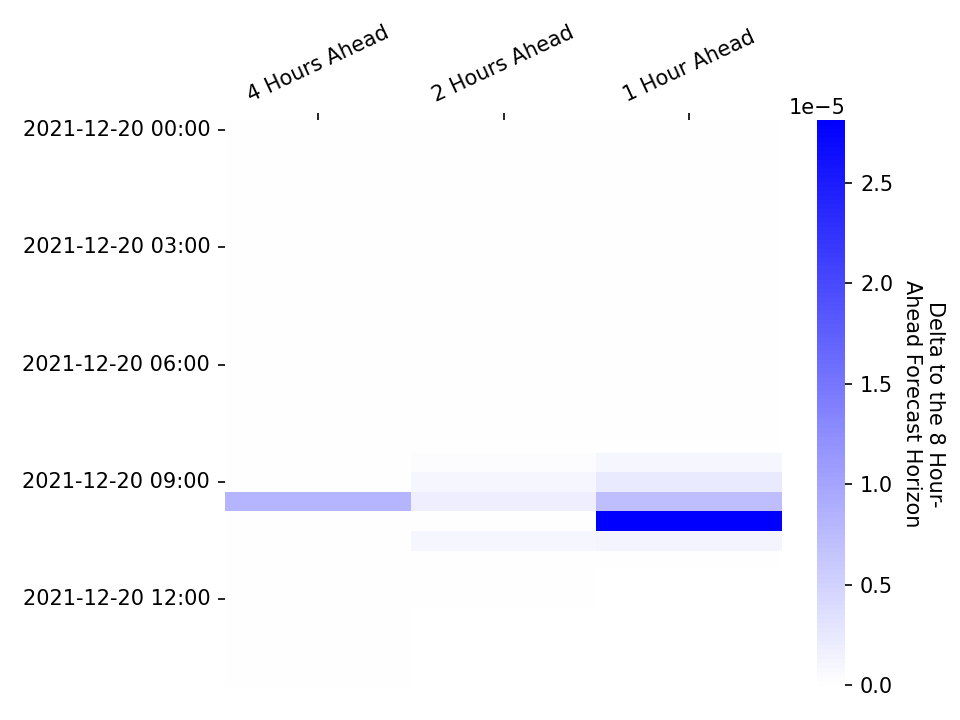 4 Hours Ahead
2 Hours Ahead
1 Hour Ahead
1e−5
2021-12-20 00:00
2021-12-20 03:00
2021-12-20 06:00
2021-12-20 09:00
2021-12-20 12:00
2.5
2.0
1.5
1.0
0.5
0.0
Delta to the 8 Hour-
Ahead Forecast Horizon